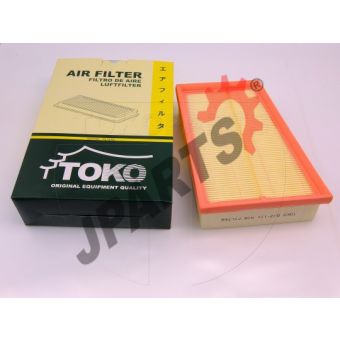 AIR FILTER
FILTRO DE AIRE
LUFTFILTER
エアフィルタ
TOKO
ORIGINAL EQUIPMENT QUALITY
JPARTS®